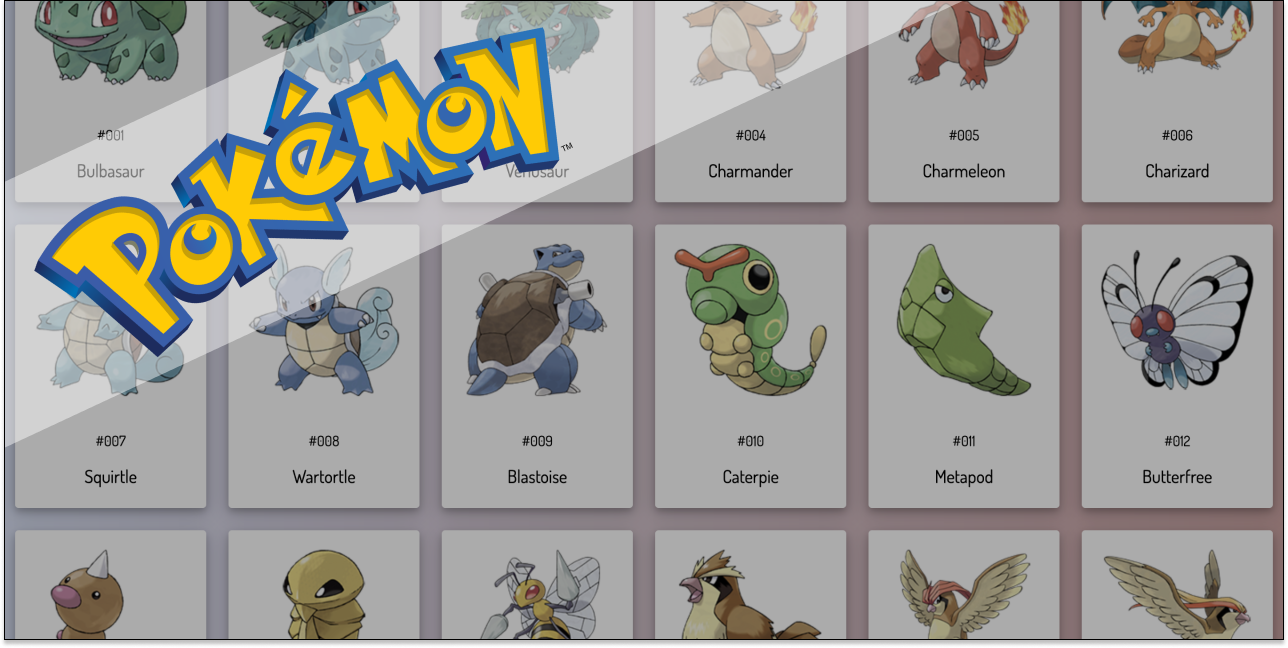 POKéMON
TM
#001
Bulbasaur
Venusaur
#004
Charmander
#005
Charmeleon
#006
Charizard
#007
Squirtle
#008
Wartortle
#009
Blastoise
#010
Caterpie
#011
Metapod
#012
Butterfree